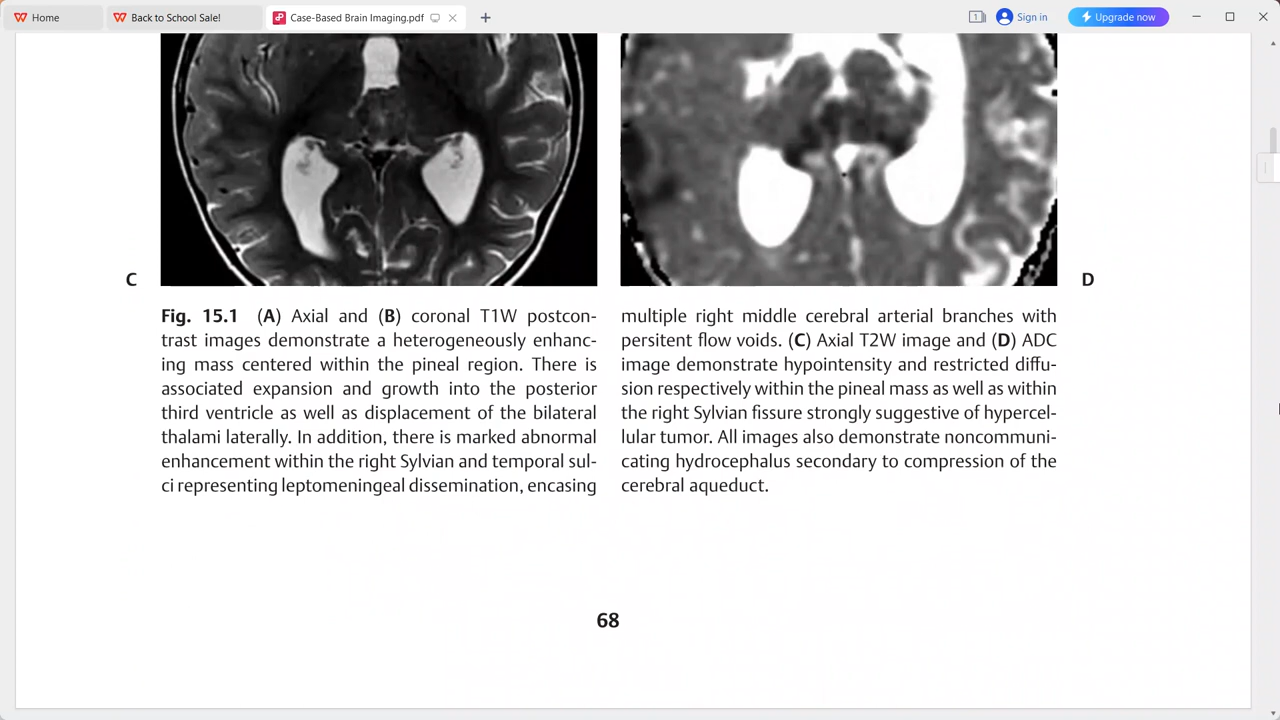 Home
Back to School Sale!
Case-Based Brain Imaging.pdf
1
Sign in
Upgrade now
C
D
Fig. 15.1 (A) Axial and (B) coronal T1W postcon-
trast images demonstrate a heterogeneously enhanc-
ing mass centered within the pineal region. There is
associated expansion and growth into the posterior
third ventricle as well as displacement of the bilateral
thalami laterally. In addition, there is marked abnormal
enhancement within the right Sylvian and temporal sul-
ci representing leptomeningeal dissemination, encasing
multiple right middle cerebral arterial branches with
persitent flow voids. (C) Axial T2W image and (D) ADC
image demonstrate hypointensity and restricted diffu-
sion respectively within the pineal mass as well as within
the right Sylvian fissure strongly suggestive of hypercel-
lular tumor. All images also demonstrate noncommuni-
cating hydrocephalus secondary to compression of the
cerebral aqueduct.
68